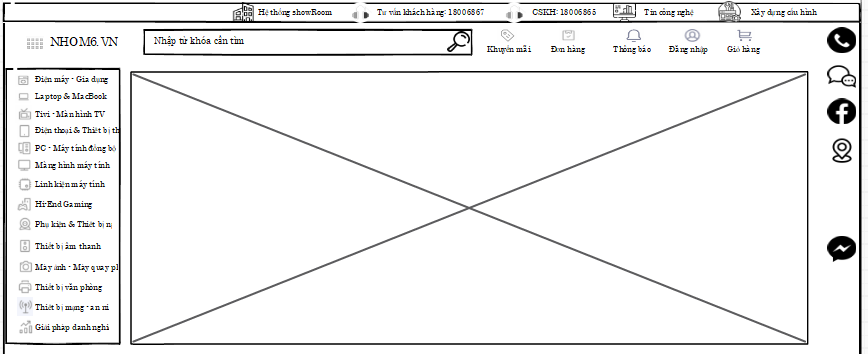 Hệ thống showRoom
Tư vấn khách hàng: 18006867
CSKH: 18006865
Tin công nghệ
Xây dựng cấu hình
NHOM6.VN
Nhập từ khóa cần tìm
Khuyến mãi
Đơn hàng
Thông báo
Đăng nhập
Giỏ hàng
Điện máy - Gia dụng
Laptop & MacBook
Tivi - Màn hình TV
Điện thoại & Thiết bị th
PC - Máy tính đồng bộ
Màng hình máy tính
Linh kiện máy tính
Hi-End Gaming
Phụ kiện & Thiết bị n
Thiết bị âm thanh
Máy ảnh - Máy quay ph
Thiết bị văn phòng
Thiết bị mạng - an ni
Giải pháp danh nghi